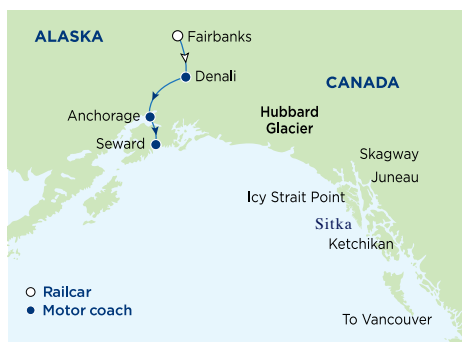 ALASKA
Fairbanks
Denali
CANADA
Anchorage
Hubbard
Glacier
Seward
Skagway
Juneau
Icy Strait Point
Sitka
Ketchikan
Railcar
Motor coach
To Vancouver